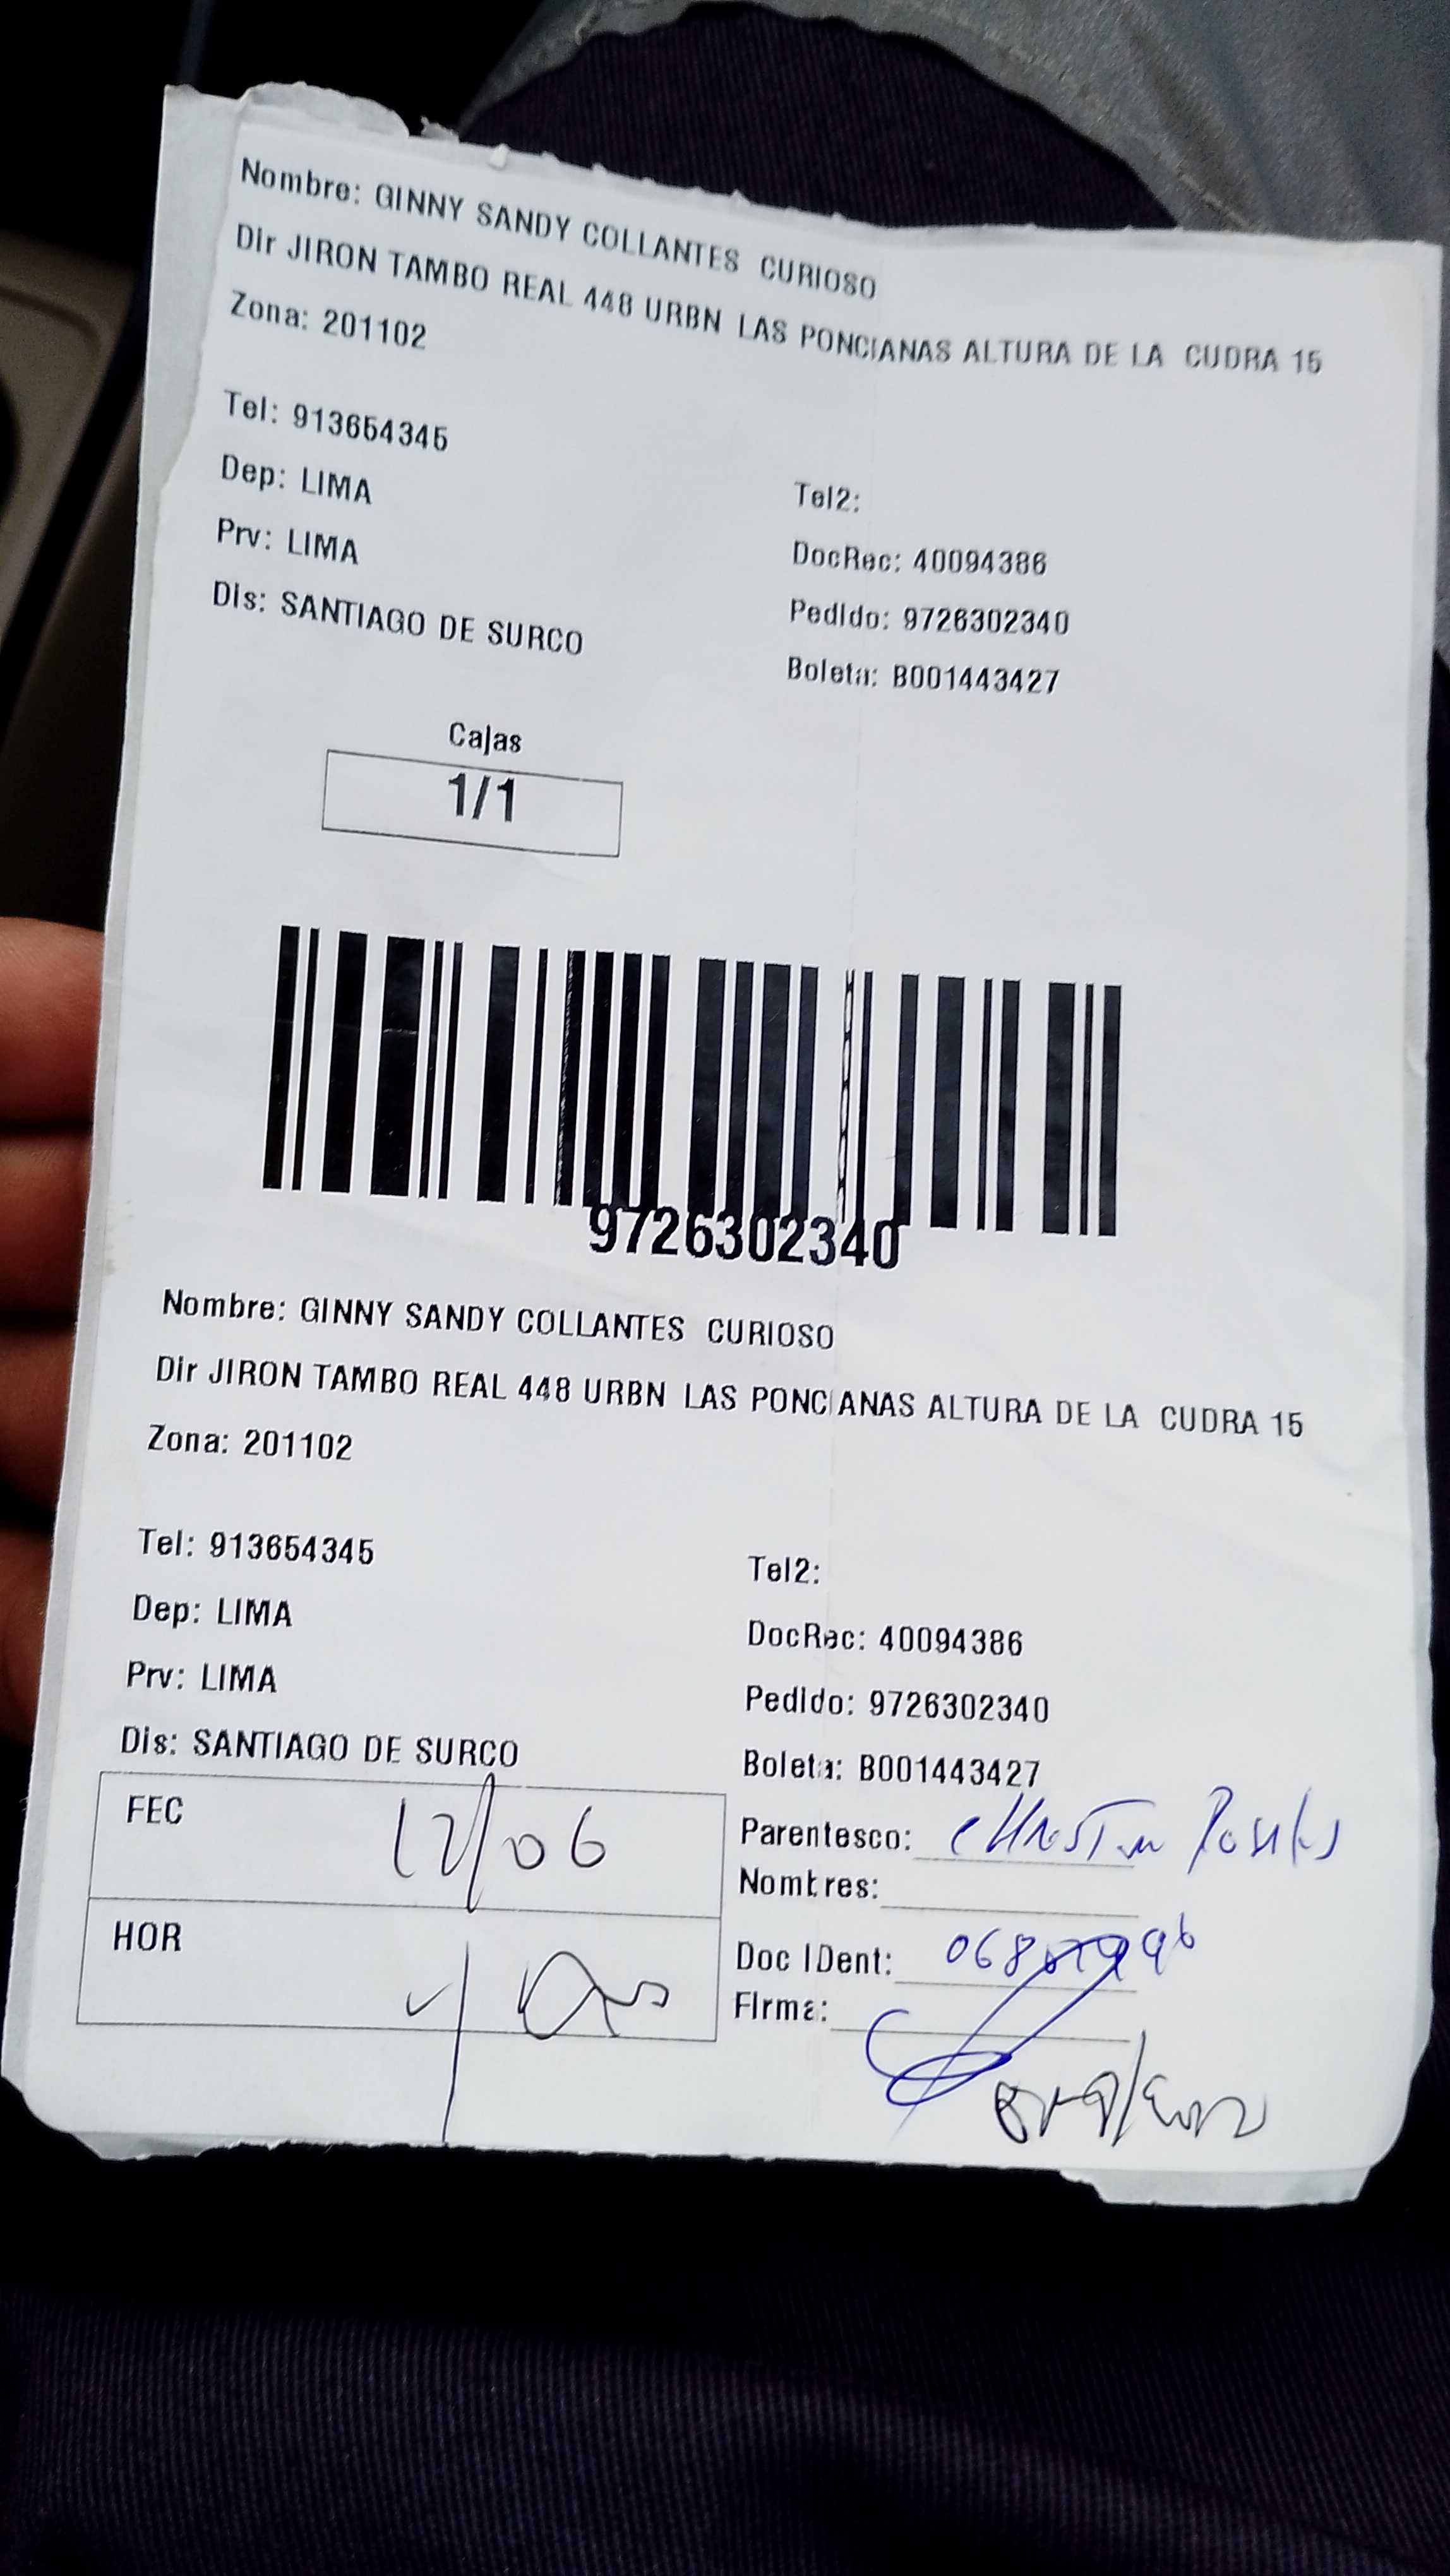 Nombre: GINNY SANDY COLLANTES CURIOSO
Dir JIRON TAMBO REAL 448 URBN LAS PONCIANAS ALTURA DE LA CUDRA 15
Zona: 201102
Tel: 913654345
Tel2:
Dep: LIMA
DocRec: 40094386
Prv: LIMA
Pedido: 9726302340
Dis: SANTIAGO DE SURCO
Boleta: B001443427
Cajas
1/1
9726302340
Nombre: GINNY SANDY COLLANTES CURIOSO
Dir JIRON TAMBO REAL 448 URBN LAS PONCIANAS ALTURA DE LA CUDRA 15
Zona: 201102
Tel: 913654345
Tel2:
Dep: LIMA
DocRec: 40094386
Prv: LIMA
Pedido: 9726302340
Dis: SANTIAGO DE SURCO
Boleta: B001443427
FEC 12/06
Parentesco:
Nombres:
HOR
Doc IDent:
Firma: